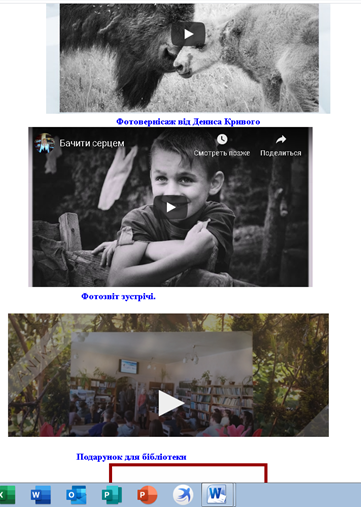 Фотовернісаж від Дениса Кривого
Бачити серцем
Смотреть позже
Поделиться
Фотозвіт зустрічі.
Подарунок для бібліотеки